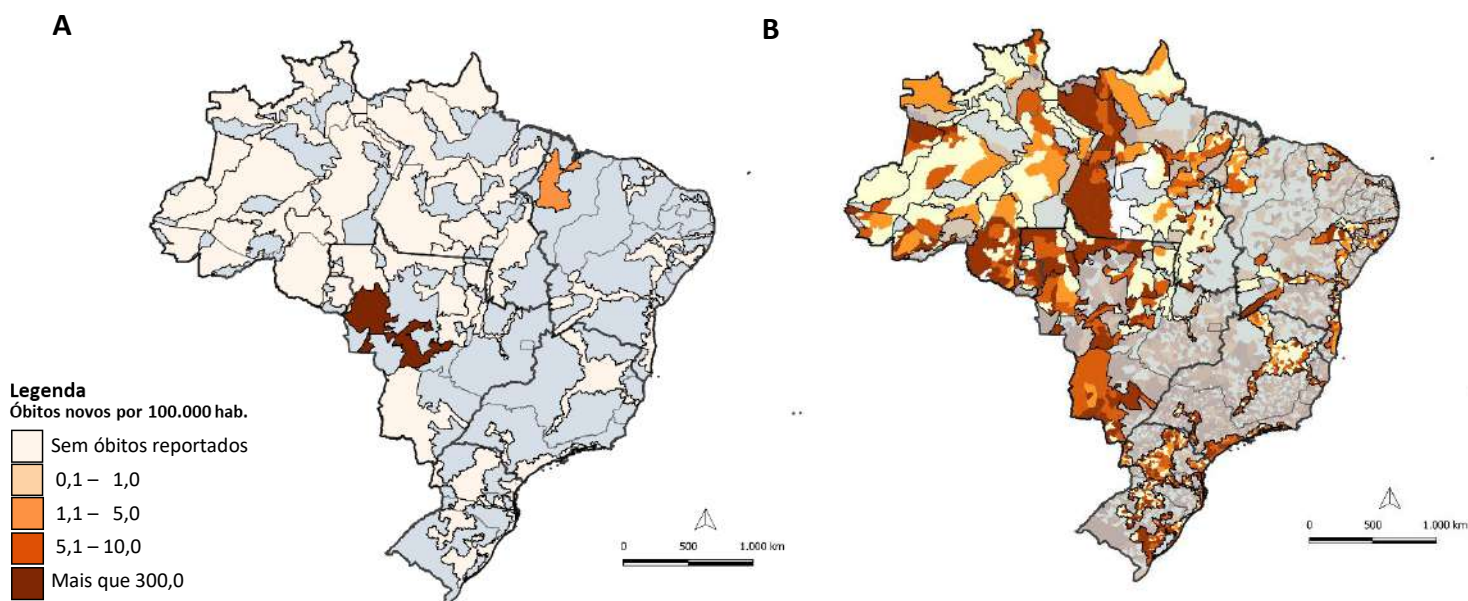 A
B
Legenda
Óbitos novos por 100.000 hab.
Sem óbitos reportados
0,1 – 1,0
1,1 – 5,0
5,1 – 10,0
Mais que 300,0
0 500 1.000 km
0 500 1.000 km